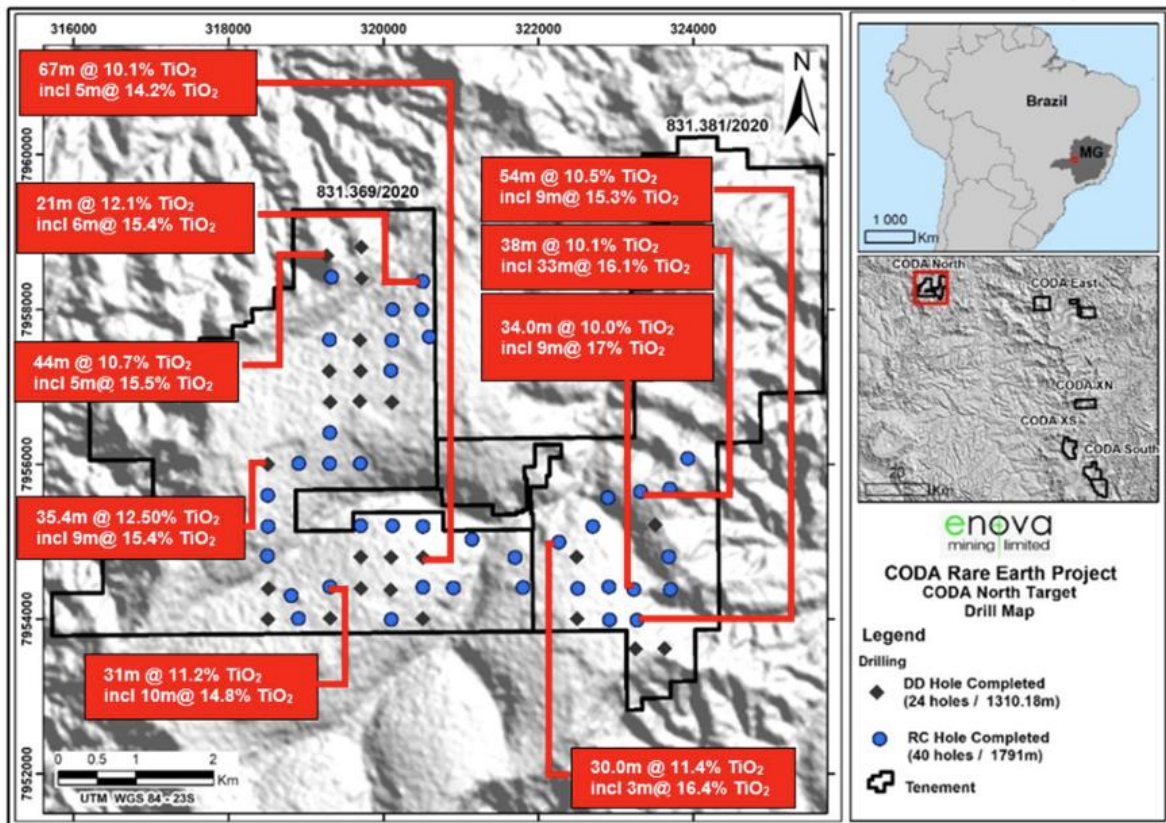 316000
318000
320000
322000
324000
67m @ 10.1% TiO₂
incl 5m@ 14.2% TiO₂
N
831.381/2020
7960000
831.369/2020
54m @ 10.5% TiO₂
incl 9m@ 15.3% TiO₂
21m @ 12.1% TiO₂
incl 6m@ 15.4% TiO₂
38m @ 10.1% TiO₂
incl 33m@ 16.1% TiO₂
7958000
34.0m @ 10.0% TiO₂
incl 9m@ 17% TiO₂
44m @ 10.7% TiO₂
incl 5m@ 15.5% TiO₂
7956000
35.4m @ 12.50% TiO₂
incl 9m@ 15.4% TiO₂
7954000
31m @ 11.2% TiO₂
incl 10m@ 14.8% TiO₂
7952000
30.0m @ 11.4% TiO₂
incl 3m@ 16.4% TiO₂
0 1 2
Km
UTM WGS 84 - 23S
Brazil
MG
1 000
Km
CODA North
CODA East
CODA XN
CODA XS
CODA South
20
Km
enova
mining limited
CODA Rare Earth Project
CODA North Target
Drill Map
Legend
Drilling
DD Hole Completed
(24 holes / 1310.18m)
RC Hole Completed
(40 holes / 1791m)
Tenement